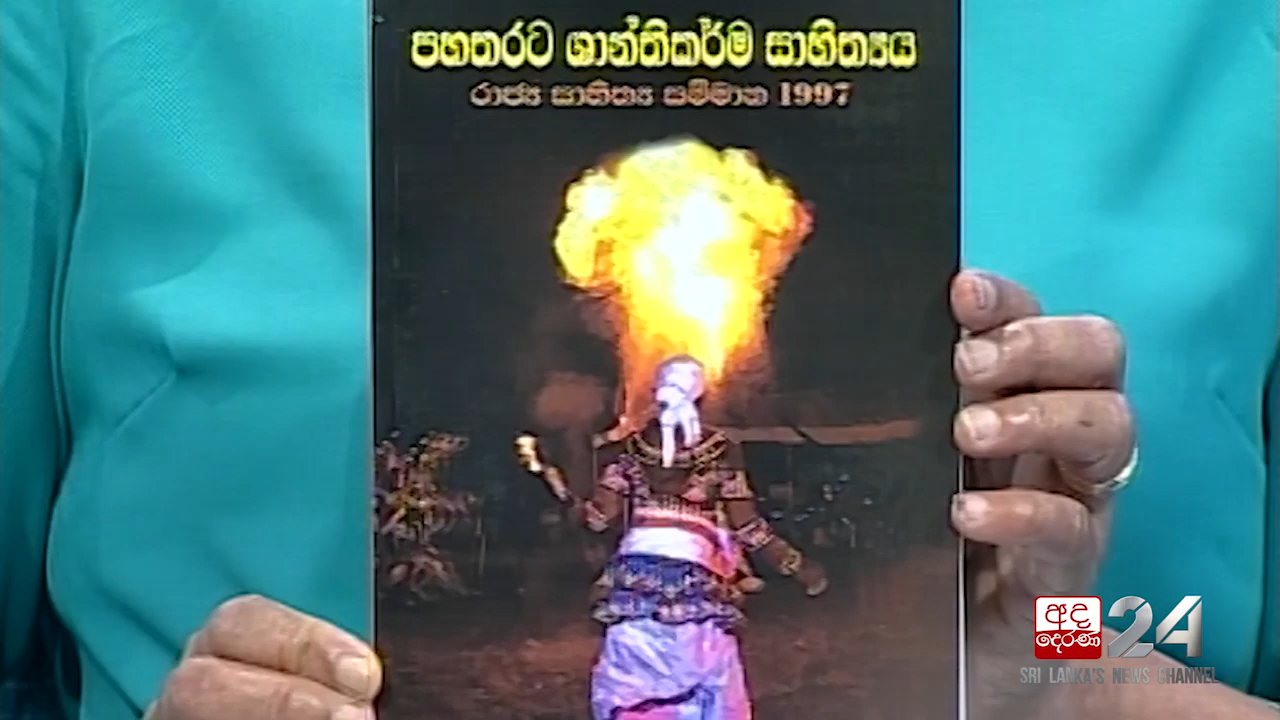 පහතරට ශාන්තිකර්ම සාහිත්‍යය
රාජ්‍ය සාහිත්‍ය සම්මාන 1997
අද
දෙරණ
24
SRI LANKA'S NEWS CHANNEL